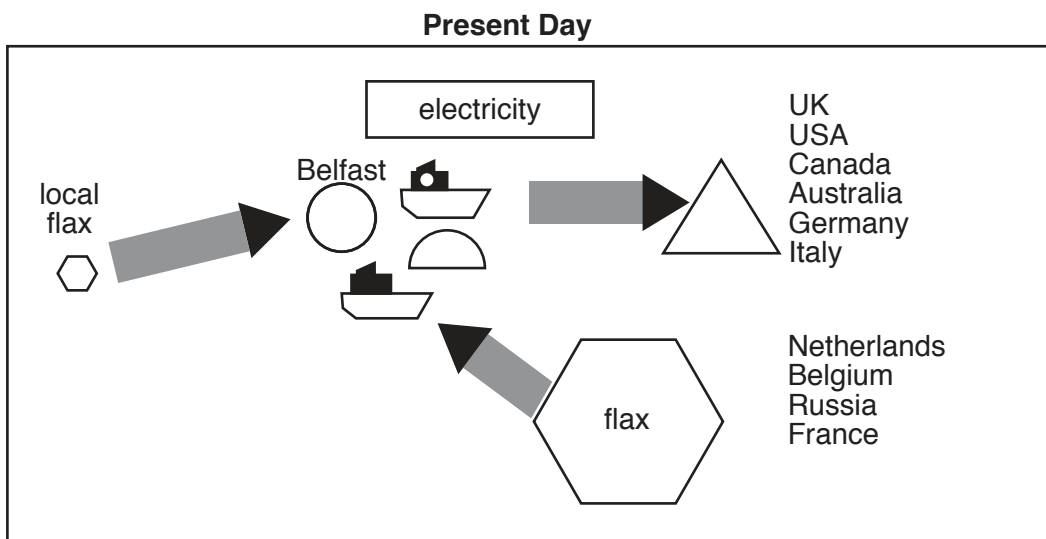 Present Day
electricity
Belfast
local
flax
UK
USA
Canada
Australia
Germany
Italy
flax
Netherlands
Belgium
Russia
France